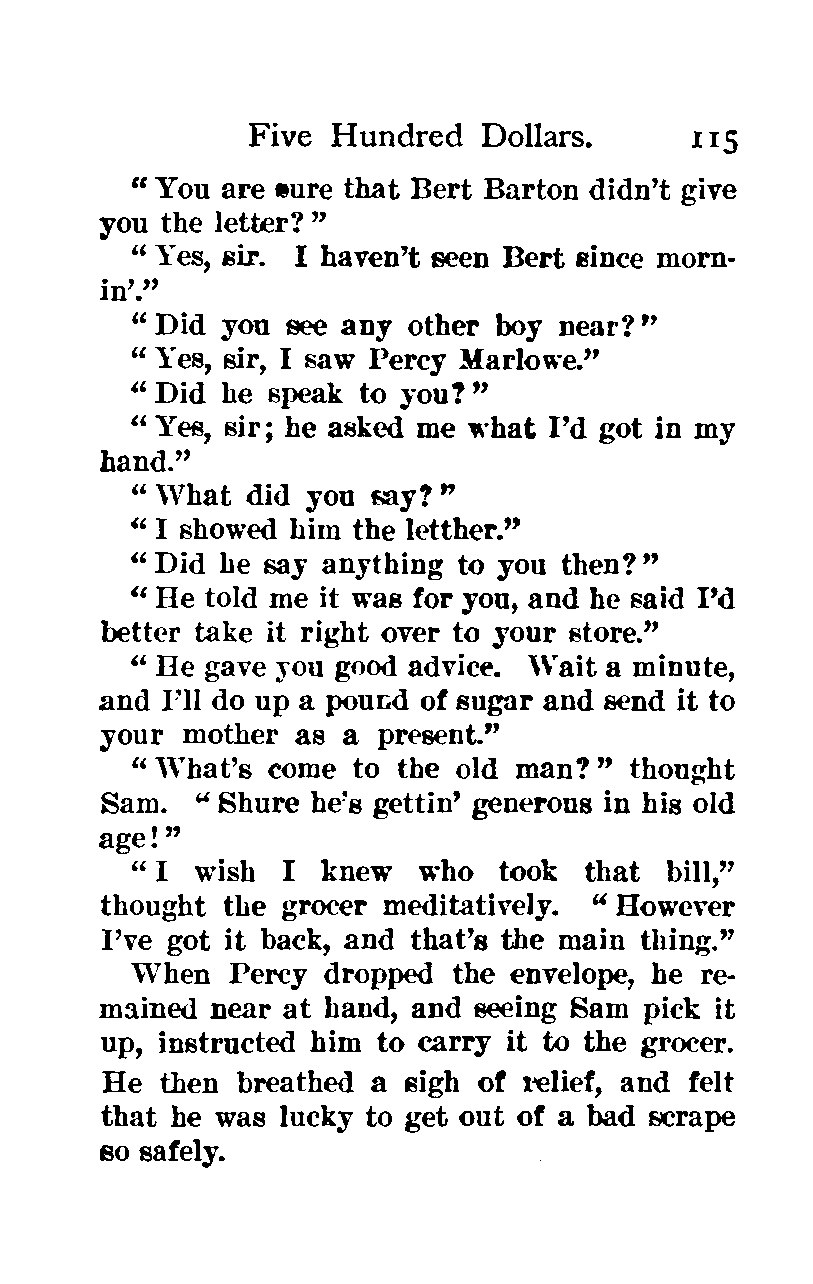 Five Hundred Dollars. 115
“You are sure that Bert Barton didn’t give
you the letter?”
“Yes, sir. I haven’t seen Bert since morn-
in’.”
“Did you see any other boy near?”
“Yes, sir, I saw Percy Marlowe.”
“Did he speak to you?”
“Yes, sir; he asked me what I’d got in my
hand.”
“What did you say?”
“I showed him the letther.”
“Did he say anything to you then?”
“He told me it was for you, and he said I’d
better take it right over to your store.”
“He gave you good advice. Wait a minute,
and I’ll do up a pound of sugar and send it to
your mother as a present.”
“What’s come to the old man?” thought
Sam. “Shure he’s gettin’ generous in his old
age!”
“I wish I knew who took that bill,”
thought the grocer meditatively. “However
I’ve got it back, and that’s the main thing.”
When Percy dropped the envelope, he re-
mained near at hand, and seeing Sam pick it
up, instructed him to carry it to the grocer.
He then breathed a sigh of relief, and felt
that he was lucky to get out of a bad scrape
so safely.